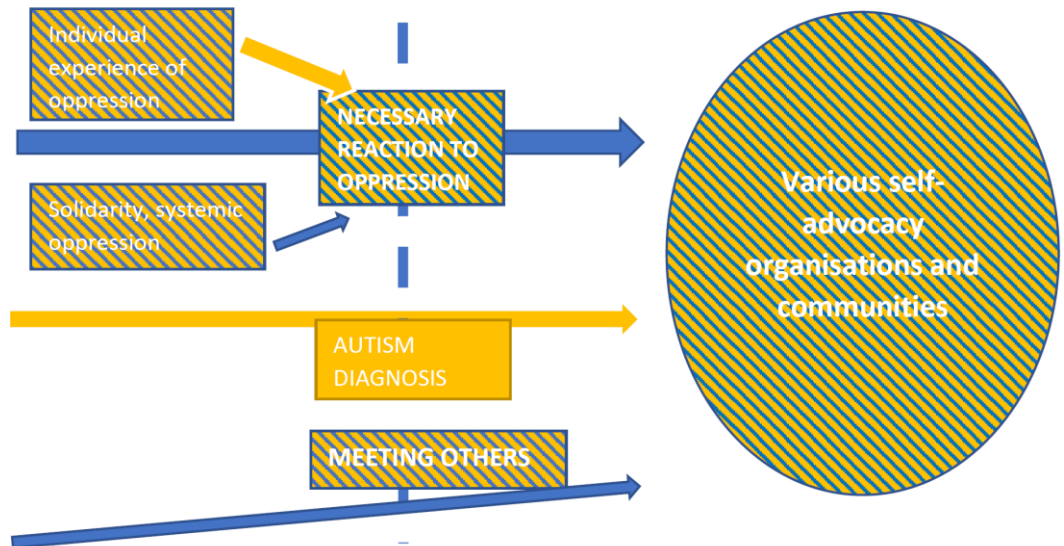 Individual
experience of
oppression
NECESSARY
REACTION TO
OPPRESSION
Solidarity, systemic
oppression
AUTISM
DIAGNOSIS
MEETING OTHERS
Various self-
advocacy
organisations and
communities